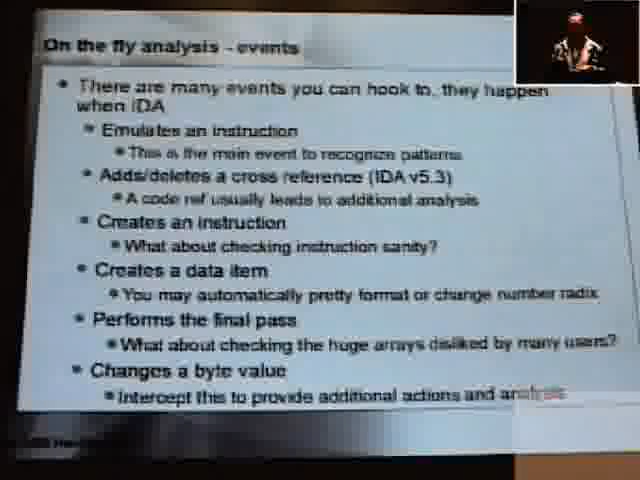 On the fly analysis - events
There are many events you can hook to, they happen
when IDA
Emulates an instruction
This is the main event to recognize patterns
Adds/deletes a cross reference (IDA v5.3)
A code ref usually leads to additional analysis
Creates an instruction
What about checking instruction sanity?
Creates a data item
You may automatically pretty format or change number radix
Performs the final pass
What about checking the huge arrays disliked by many users?
Changes a byte value
Intercept this to provide additional actions and analysis